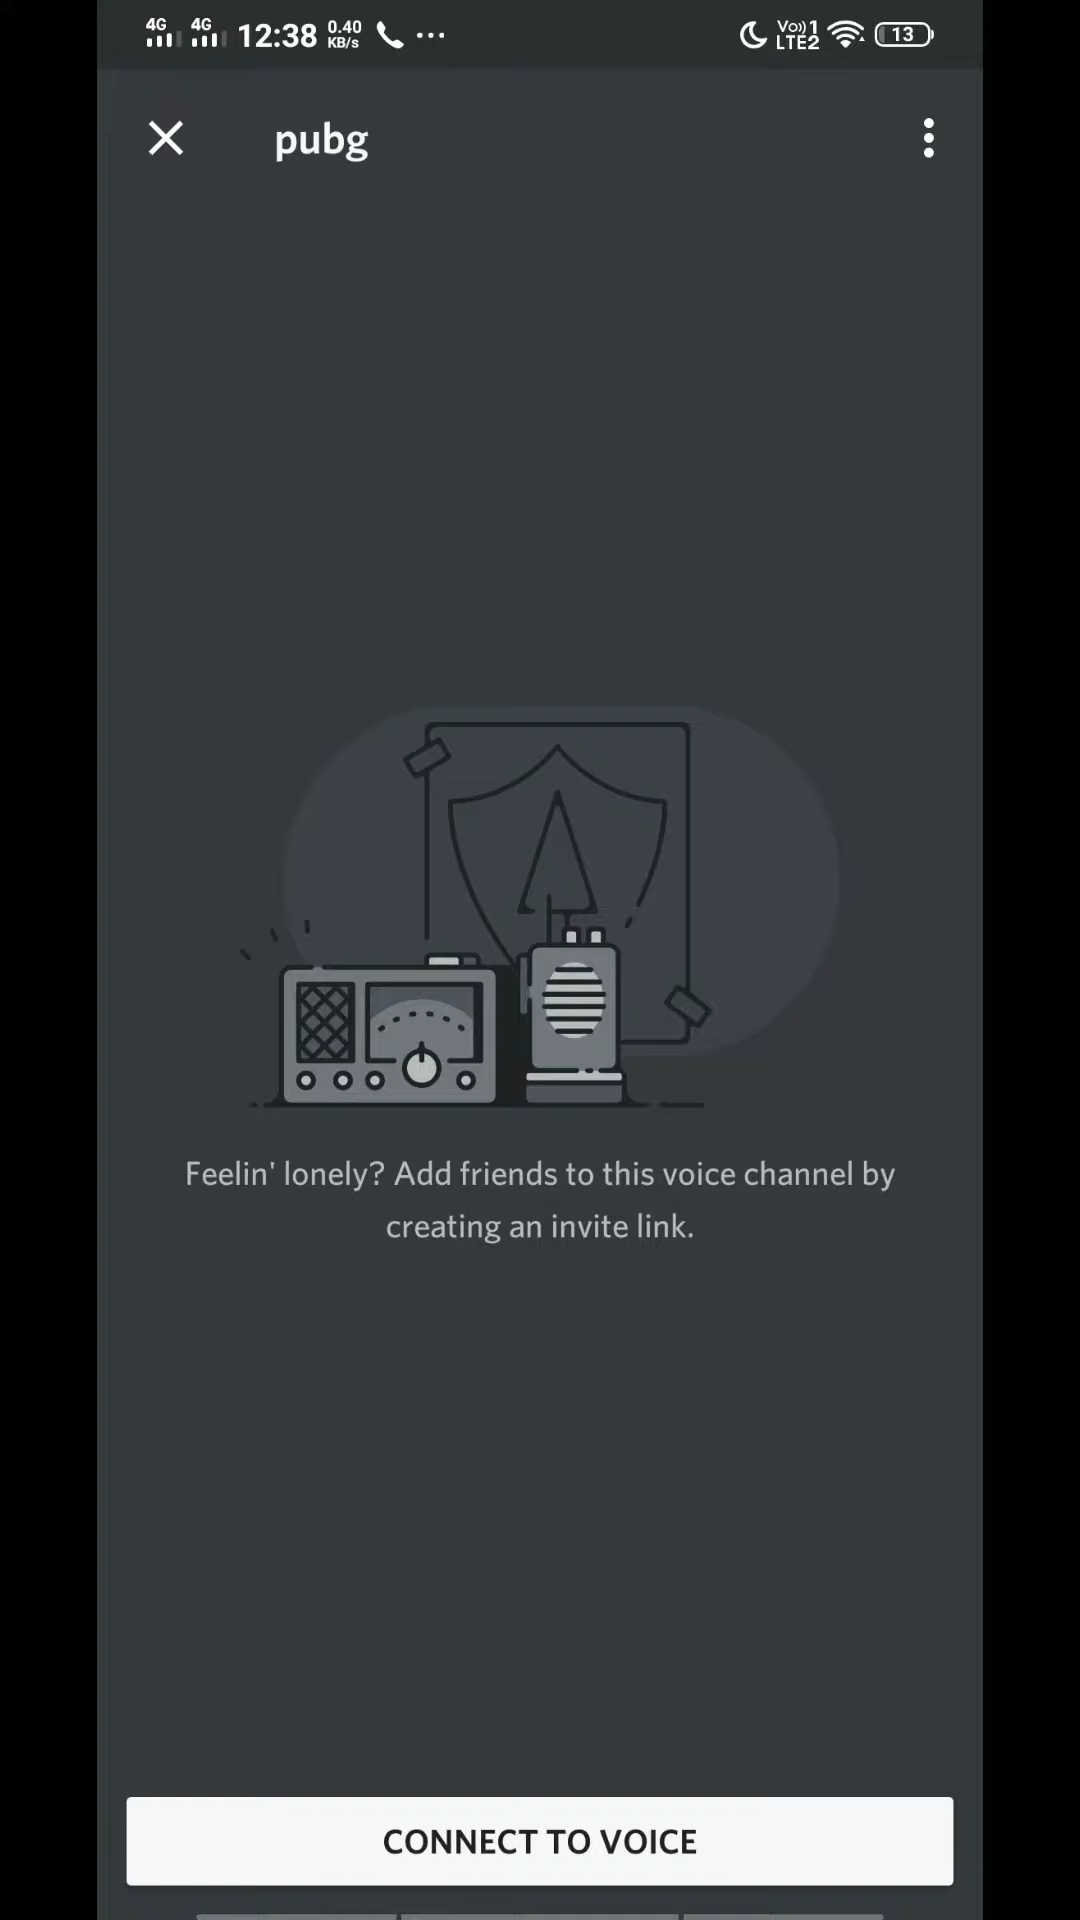 4G 4G 12:38 0.40 KB/s ... Vo)) 1 LTE2 13
pubg
Feelin' lonely? Add friends to this voice channel by
creating an invite link.
CONNECT TO VOICE